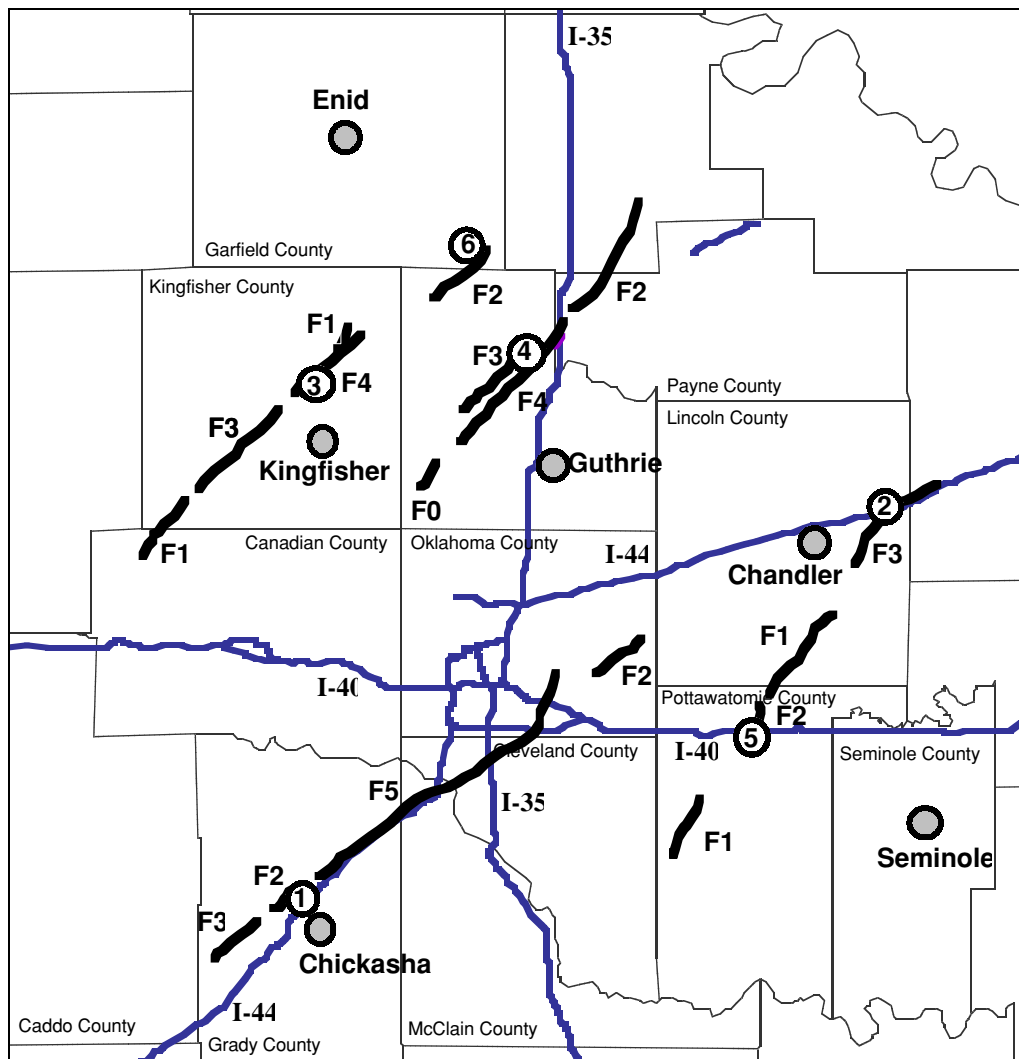 I-35
Enid
6
Garfield County
Kingfisher County
F2
F2
F1
F3
4
3
F4
F4
Payne County
Lincoln County
F3
Kingfisher
Guthrie
F0
2
F1
Canadian County
Oklahoma County
I-44
F3
Chandler
F1
F2
I-40
Pottawatomie County
F2
5
Cleveland County
I-40
Seminole County
F5
I-35
F1
Seminole
F2
1
F3
Chickasha
I-44
Caddo County
McClain County
Grady County